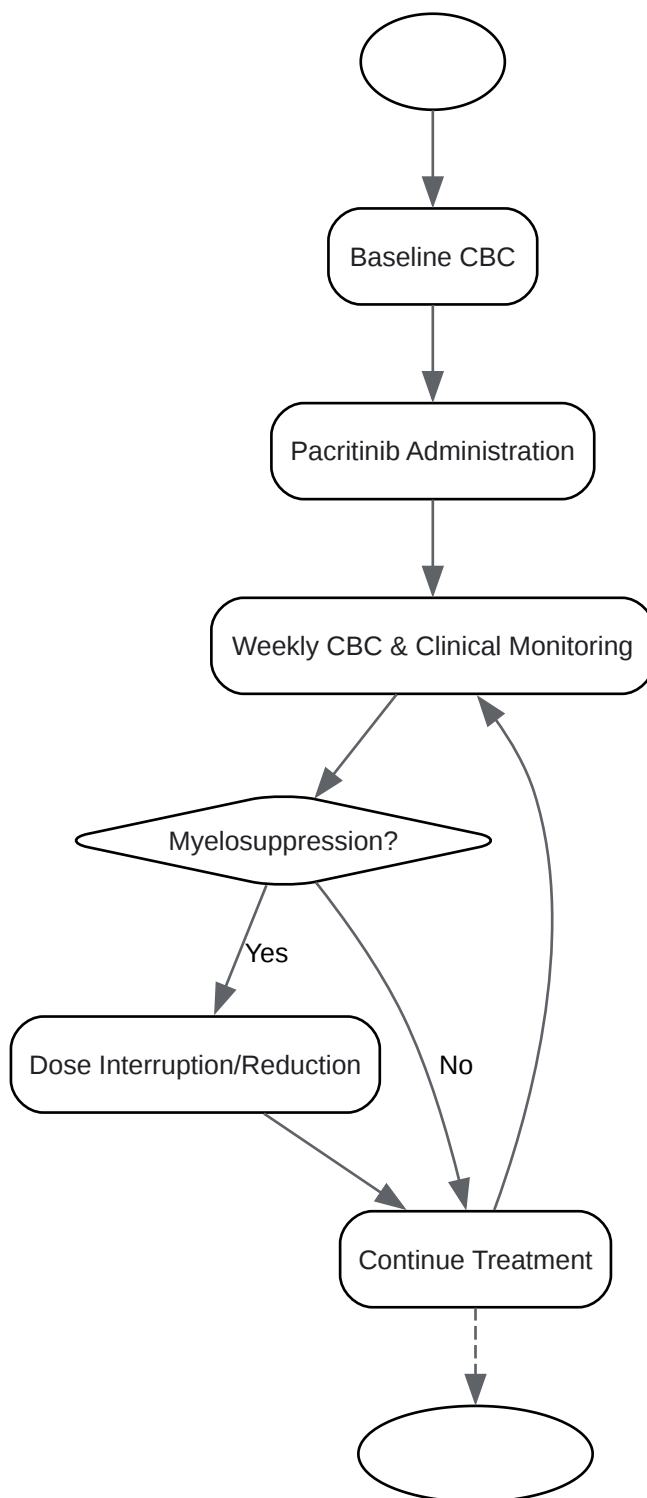 Baseline CBC
Pacritinib Administration
Weekly CBC & Clinical Monitoring
Myelosuppression?
Yes
Dose Interruption/Reduction
No
Continue Treatment